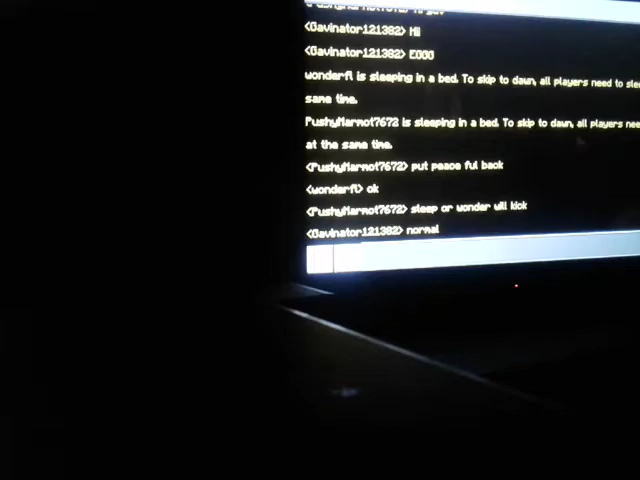 <Gavinator121382> Hi
<Gavinator121382> EGGG
wonderfl is sleeping in a bed. To skip to dawn, all players need to
same time.
PushyMarmot7672 is sleeping in a bed. To skip to dawn, all players
at the same time.
<PushyMarmot7672> put peace ful back
<wonderfl> ok
<PushyMarmot7672> sleep or wonder will kick
<Gavinator121382> normal